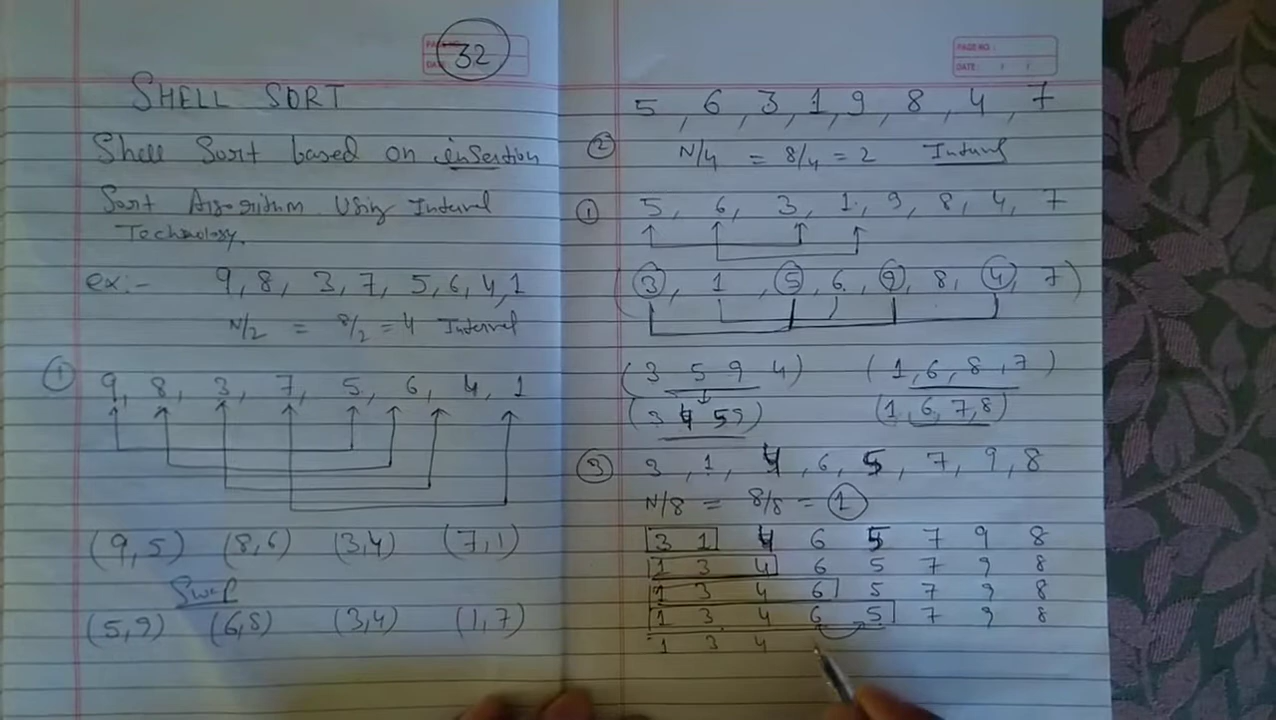 32
SHELL SORT
Shell Sort based on insertion
Sort Algorithm Using Interval
Technology.
ex:- 9, 8, 3, 7, 5, 6, 4, 1
N/2 = 8/2 = 4 Interval
① 9, 8, 3, 7, 5, 6, 4, 1
(9,5) (8,6) (3,4) (7,1)
Swap
(5,9) (6,8) (3,4) (1,7)
PAGE NO.:
DATE: / /
5, 6, 3, 1, 9, 8, 4, 7
② N/4 = 8/4 = 2 Interval
① 5, 6, 3, 1, 9, 8, 4, 7
(3, 1, 5, 6, 9, 8, 4, 7)
(3 5 9 4) (1, 6, 8, 7)
(3 4 5 9) (1, 6, 7, 8)
③ 3, 1, 4, 6, 5, 7, 9, 8
N/8 = 8/8 = 1
3 1 4 6 5 7 9 8
1 3 4 6 5 7 9 8
1 3 4 6 5 7 9 8
1 3 4 6 5 7 9 8
1 3 4